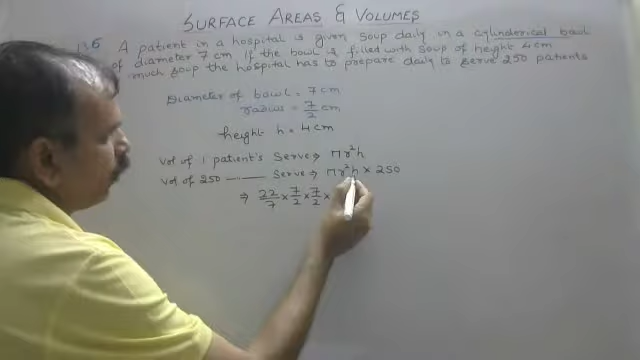 SURFACE AREAS & VOLUMES
A patient in a hospital is given soup daily in a cylenderical bowl
of diameter 7 cm If the bowl is filled with soup of height 4 cm
much soup the hospital has to prepare daily to serve 250 patients
Diameter of bowl = 7 cm
radius = 7/2 cm
height h = 4 cm
Vol of 1 patient's Serve ⇒ πr²h
Vol of 250 —— Serve ⇒ πr²h × 250
⇒ 22/7 × 7/2 × 7/2 ×